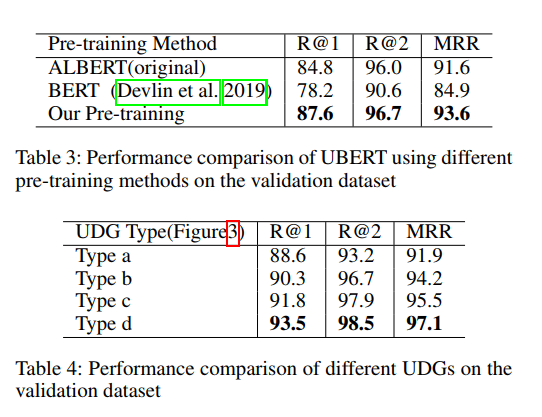 Pre-training Method R@1 R@2 MRR
ALBERT(original) 84.8 96.0 91.6
BERT (Devlin et al. 2019) 78.2 90.6 84.9
Our Pre-training 87.6 96.7 93.6
Table 3: Performance comparison of UBERT using different
pre-training methods on the validation dataset
UDG Type(Figure3) R@1 R@2 MRR
Type a 88.6 93.2 91.9
Type b 90.3 96.7 94.2
Type c 91.8 97.9 95.5
Type d 93.5 98.5 97.1
Table 4: Performance comparison of different UDGs on the
validation dataset